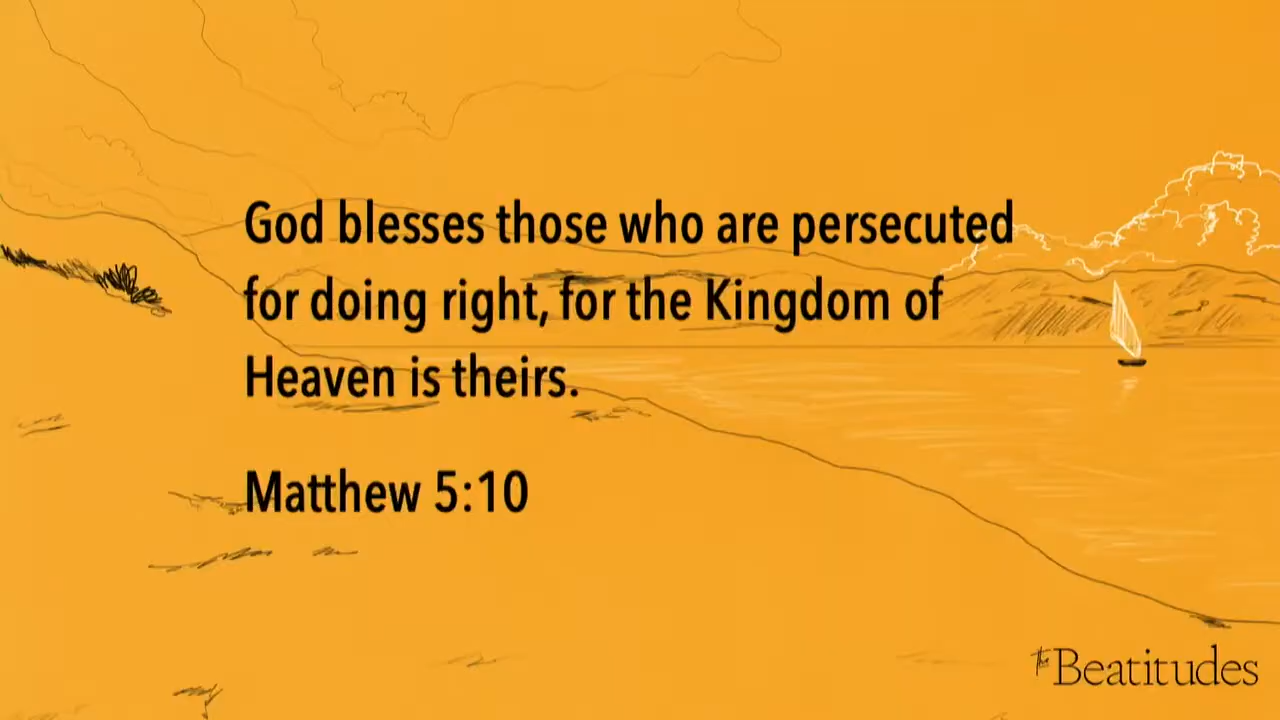 God blesses those who are persecuted
for doing right, for the Kingdom of
Heaven is theirs.
Matthew 5:10
the Beatitudes